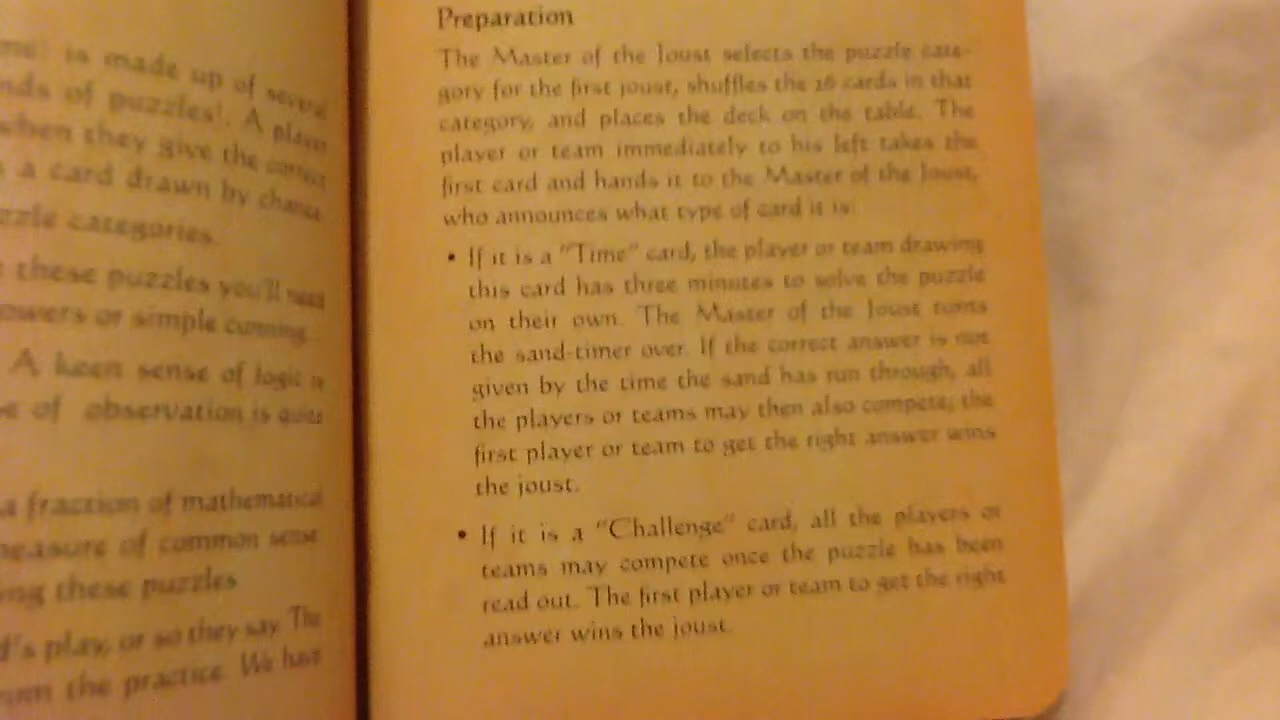 me! is made up of several
nds of puzzles!. A player
when they give the correct
a card drawn by chance
zzle categories.
these puzzles you'll need
owers or simple cunning.
A keen sense of logic is
e of observation is quite
a fraction of mathematical
easure of common sense
ing these puzzles
d's play, or so they say. The
rom the practice. We have
Preparation
The Master of the Joust selects the puzzle cate-
gory for the first joust, shuffles the 26 cards in that
category, and places the deck on the table. The
player or team immediately to his left takes the
first card and hands it to the Master of the Joust,
who announces what type of card it is:
• If it is a "Time" card, the player or team drawing
this card has three minutes to solve the puzzle
on their own. The Master of the Joust turns
the sand-timer over. If the correct answer is not
given by the time the sand has run through, all
the players or teams may then also compete; the
first player or team to get the right answer wins
the joust.
• If it is a "Challenge" card, all the players or
teams may compete once the puzzle has been
read out. The first player or team to get the right
answer wins the joust.